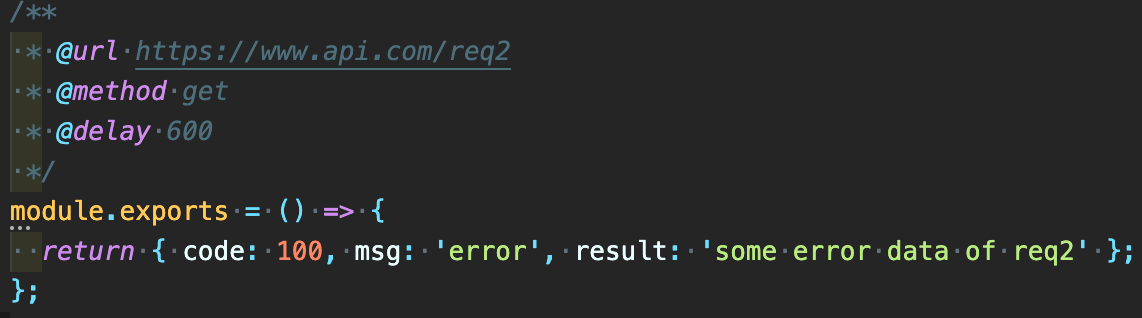 /**
 * @url https://www.api.com/req2
 * @method get
 * @delay 600
 */
module.exports = () => {
  return { code: 100, msg: 'error', result: 'some error data of req2' };
};